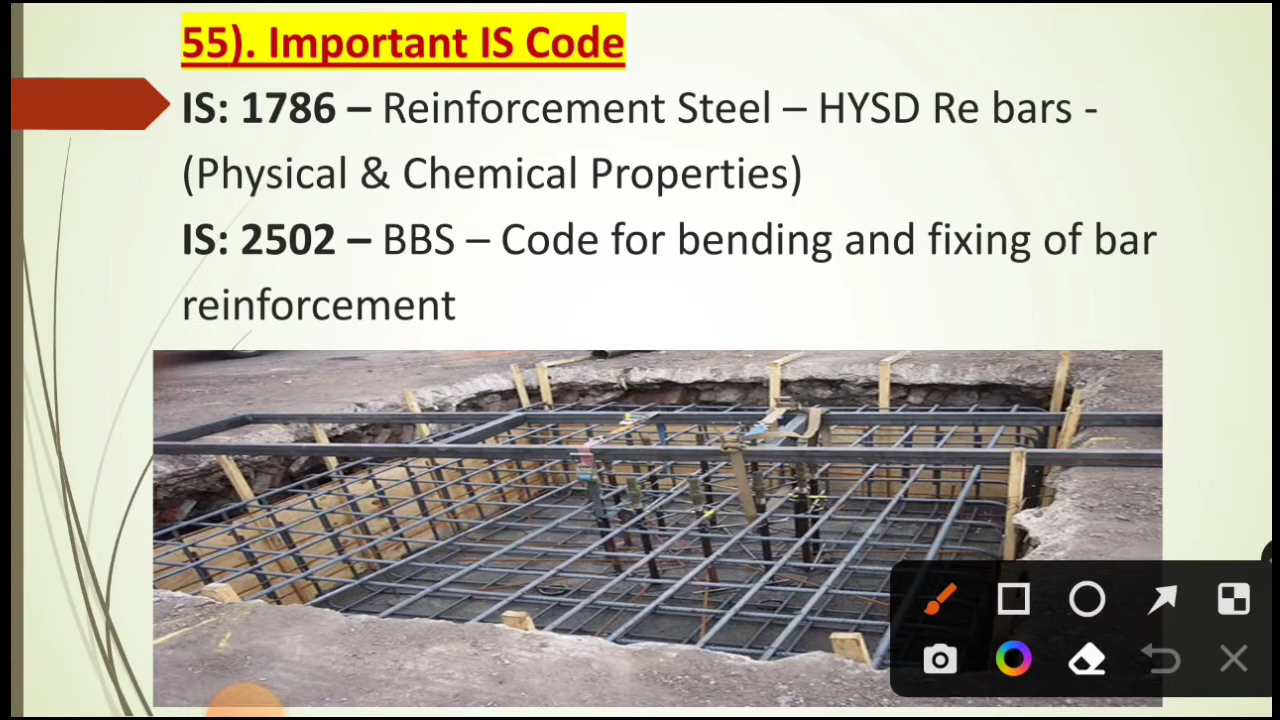 55). Important IS Code
IS: 1786 – Reinforcement Steel – HYSD Re bars -
(Physical & Chemical Properties)
IS: 2502 – BBS – Code for bending and fixing of bar
reinforcement